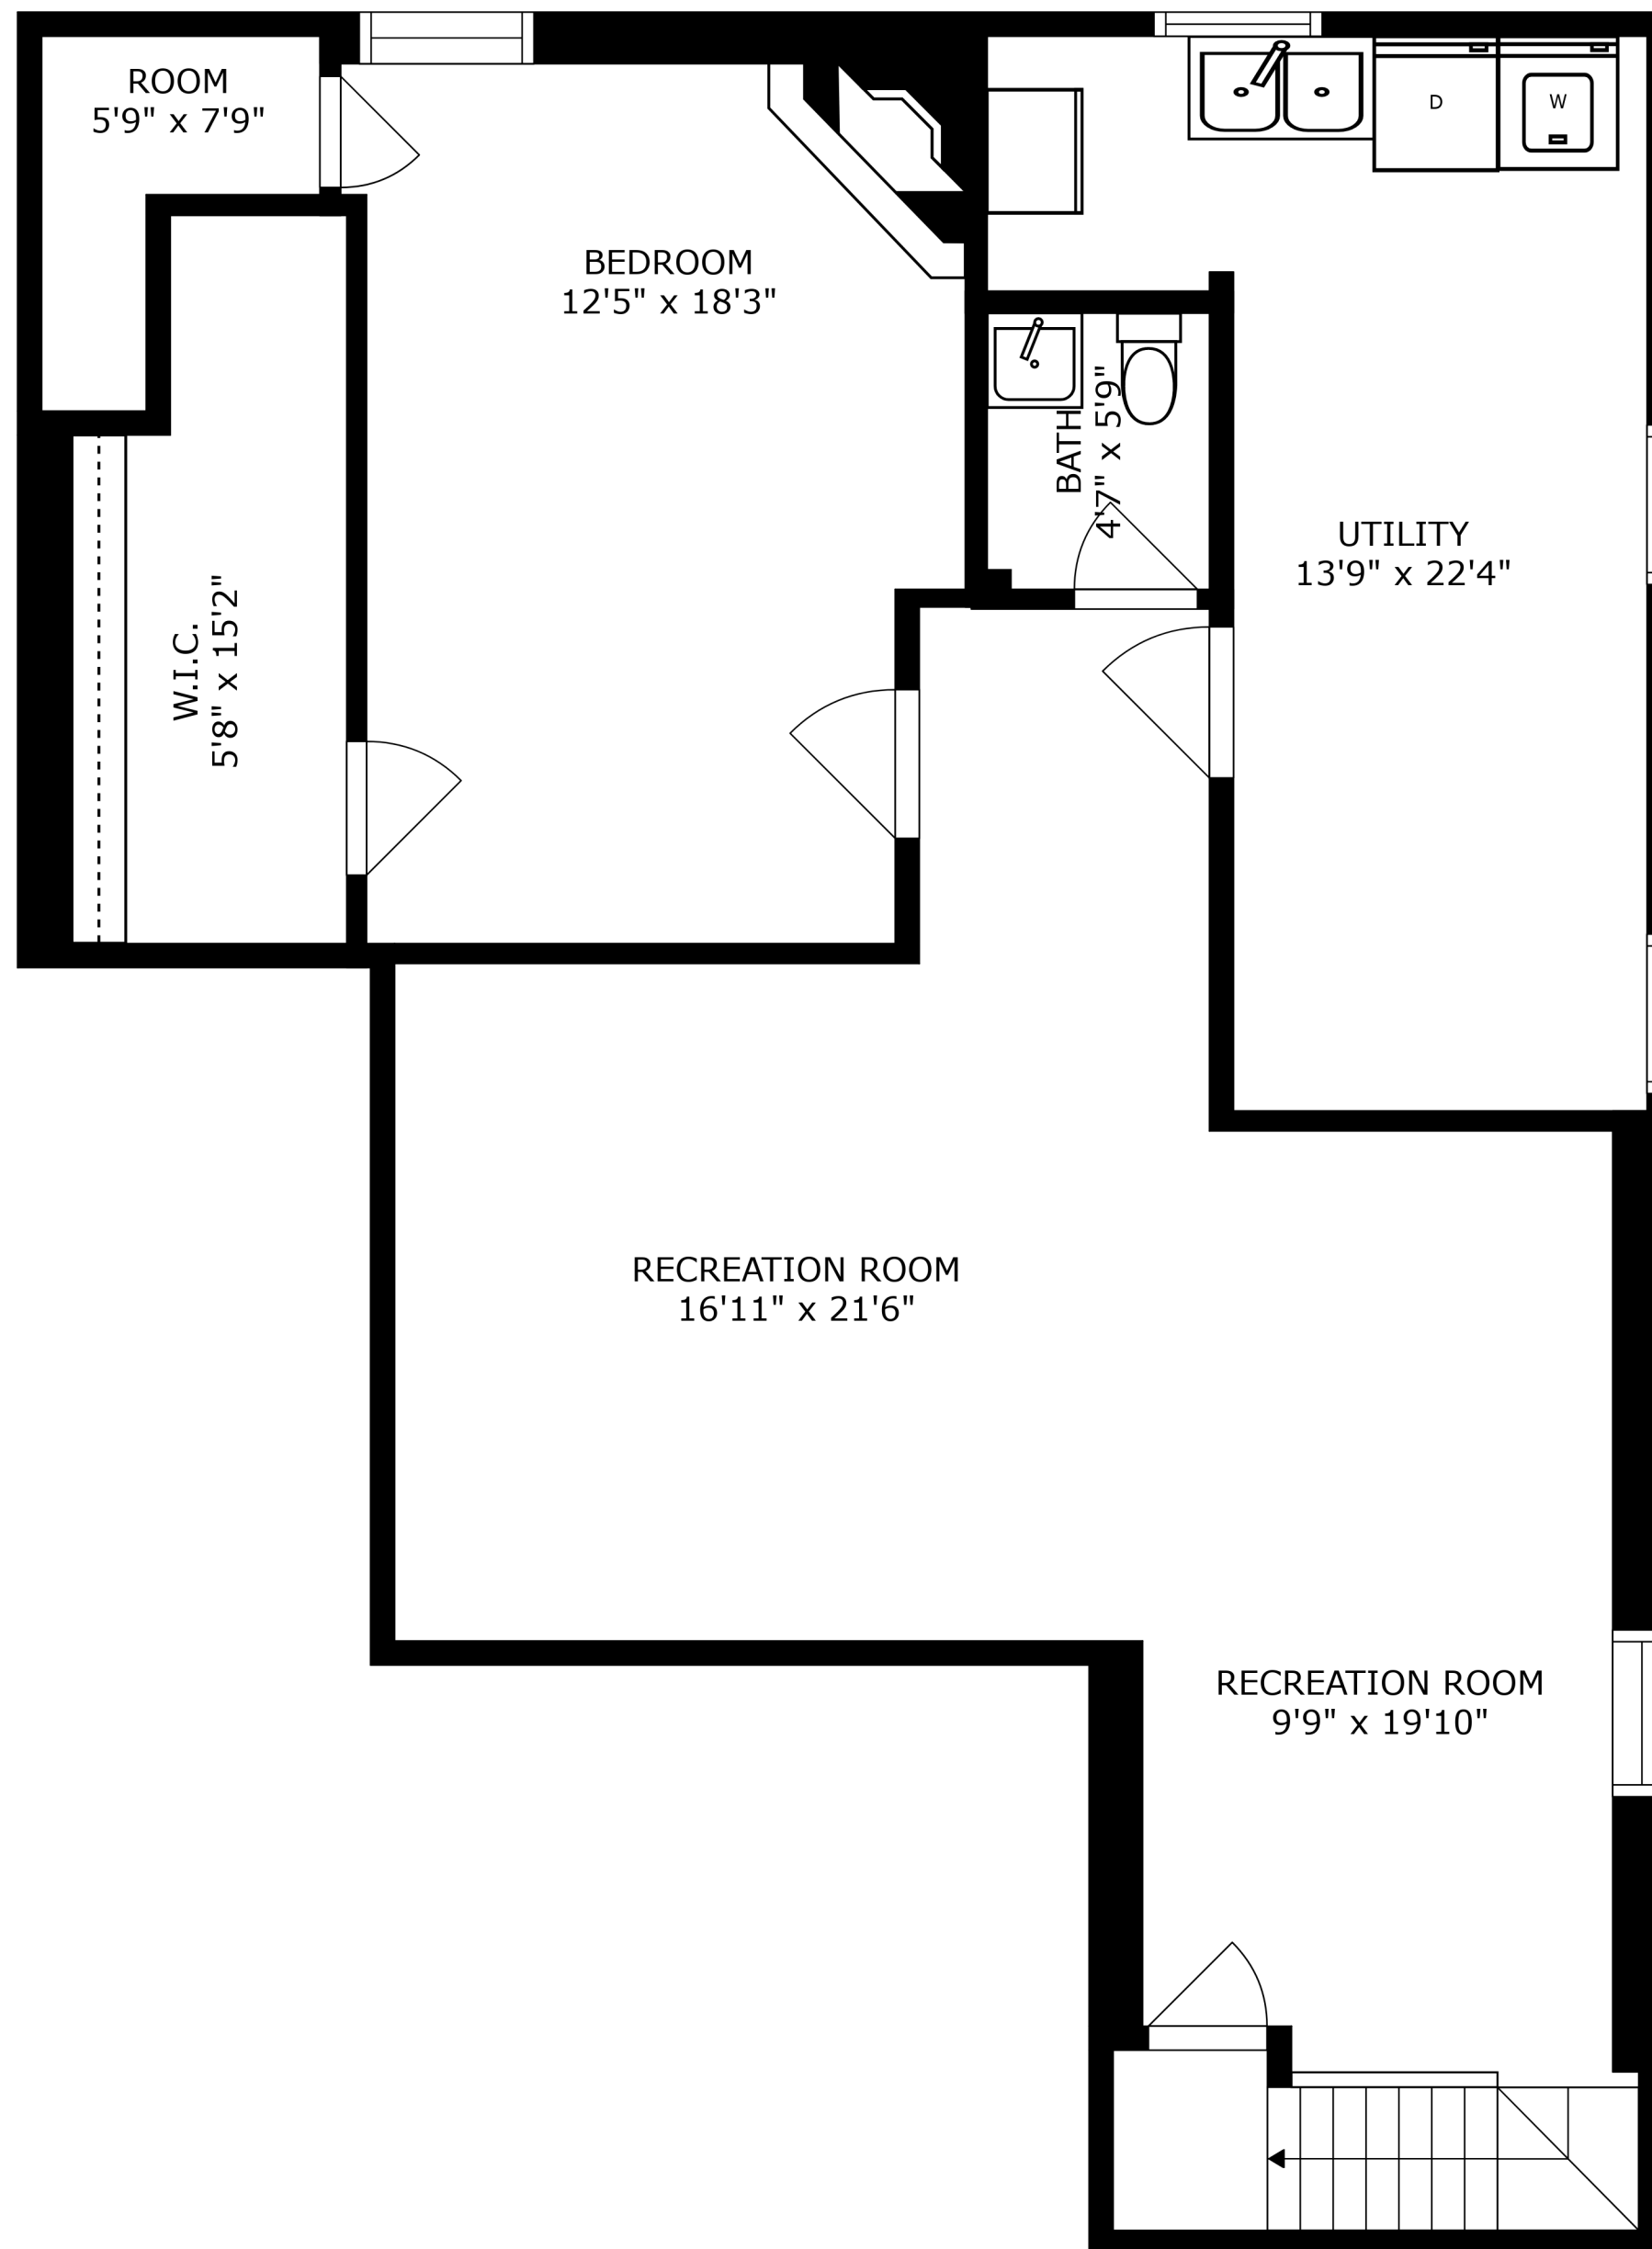 ROOM
5'9" x 7'9"
D
W
BEDROOM
12'5" x 18'3"
BATH
4'7" x 5'9"
UTILITY
13'9" x 22'4"
W.I.C.
5'8" x 15'2"
RECREATION ROOM
16'11" x 21'6"
RECREATION ROOM
9'9" x 19'10"